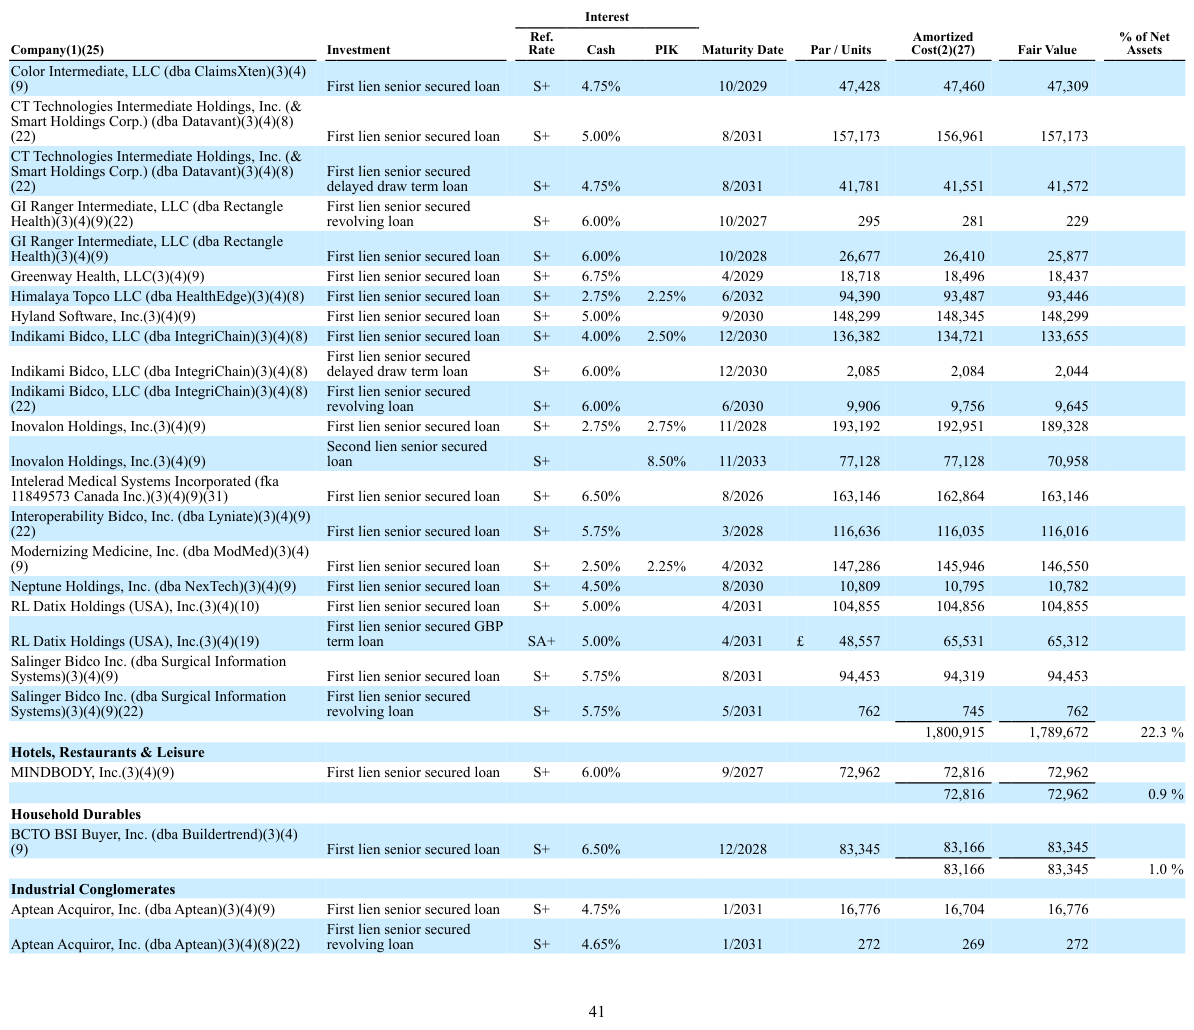 Interest
Company(1)(25) Investment Ref. Rate Cash PIK Maturity Date Par / Units Amortized Cost(2)(27) Fair Value % of Net Assets
Color Intermediate, LLC (dba ClaimsXten)(3)(4)
(9) First lien senior secured loan S+ 4.75% 10/2029 47,428 47,460 47,309
CT Technologies Intermediate Holdings, Inc. (&
Smart Holdings Corp.) (dba Datavant)(3)(4)(8)
(22) First lien senior secured loan S+ 5.00% 8/2031 157,173 156,961 157,173
CT Technologies Intermediate Holdings, Inc. (&
Smart Holdings Corp.) (dba Datavant)(3)(4)(8) First lien senior secured
(22) delayed draw term loan S+ 4.75% 8/2031 41,781 41,551 41,572
GI Ranger Intermediate, LLC (dba Rectangle First lien senior secured
Health)(3)(4)(9)(22) revolving loan S+ 6.00% 10/2027 295 281 229
GI Ranger Intermediate, LLC (dba Rectangle
Health)(3)(4)(9) First lien senior secured loan S+ 6.00% 10/2028 26,677 26,410 25,877
Greenway Health, LLC(3)(4)(9) First lien senior secured loan S+ 6.75% 4/2029 18,718 18,496 18,437
Himalaya Topco LLC (dba HealthEdge)(3)(4)(8) First lien senior secured loan S+ 2.75% 2.25% 6/2032 94,390 93,487 93,446
Hyland Software, Inc.(3)(4)(9) First lien senior secured loan S+ 5.00% 9/2030 148,299 148,345 148,299
Indikami Bidco, LLC (dba IntegriChain)(3)(4)(8) First lien senior secured loan S+ 4.00% 2.50% 12/2030 136,382 134,721 133,655
First lien senior secured
Indikami Bidco, LLC (dba IntegriChain)(3)(4)(8) delayed draw term loan S+ 6.00% 12/2030 2,085 2,084 2,044
Indikami Bidco, LLC (dba IntegriChain)(3)(4)(8) First lien senior secured
(22) revolving loan S+ 6.00% 6/2030 9,906 9,756 9,645
Inovalon Holdings, Inc.(3)(4)(9) First lien senior secured loan S+ 2.75% 2.75% 11/2028 193,192 192,951 189,328
Second lien senior secured
Inovalon Holdings, Inc.(3)(4)(9) loan S+ 8.50% 11/2033 77,128 77,128 70,958
Intelerad Medical Systems Incorporated (fka
11849573 Canada Inc.)(3)(4)(9)(31) First lien senior secured loan S+ 6.50% 8/2026 163,146 162,864 163,146
Interoperability Bidco, Inc. (dba Lyniate)(3)(4)(9)
(22) First lien senior secured loan S+ 5.75% 3/2028 116,636 116,035 116,016
Modernizing Medicine, Inc. (dba ModMed)(3)(4)
(9) First lien senior secured loan S+ 2.50% 2.25% 4/2032 147,286 145,946 146,550
Neptune Holdings, Inc. (dba NexTech)(3)(4)(9) First lien senior secured loan S+ 4.50% 8/2030 10,809 10,795 10,782
RL Datix Holdings (USA), Inc.(3)(4)(10) First lien senior secured loan S+ 5.00% 4/2031 104,855 104,856 104,855
First lien senior secured GBP
RL Datix Holdings (USA), Inc.(3)(4)(19) term loan SA+ 5.00% 4/2031 £ 48,557 65,531 65,312
Salinger Bidco Inc. (dba Surgical Information
Systems)(3)(4)(9) First lien senior secured loan S+ 5.75% 8/2031 94,453 94,319 94,453
Salinger Bidco Inc. (dba Surgical Information First lien senior secured
Systems)(3)(4)(9)(22) revolving loan S+ 5.75% 5/2031 762 745 762
1,800,915 1,789,672 22.3 %
Hotels, Restaurants & Leisure
MINDBODY, Inc.(3)(4)(9) First lien senior secured loan S+ 6.00% 9/2027 72,962 72,816 72,962
72,816 72,962 0.9 %
Household Durables
BCTO BSI Buyer, Inc. (dba Buildertrend)(3)(4)
(9) First lien senior secured loan S+ 6.50% 12/2028 83,345 83,166 83,345
83,166 83,345 1.0 %
Industrial Conglomerates
Aptean Acquiror, Inc. (dba Aptean)(3)(4)(9) First lien senior secured loan S+ 4.75% 1/2031 16,776 16,704 16,776
First lien senior secured
Aptean Acquiror, Inc. (dba Aptean)(3)(4)(8)(22) revolving loan S+ 4.65% 1/2031 272 269 272
41